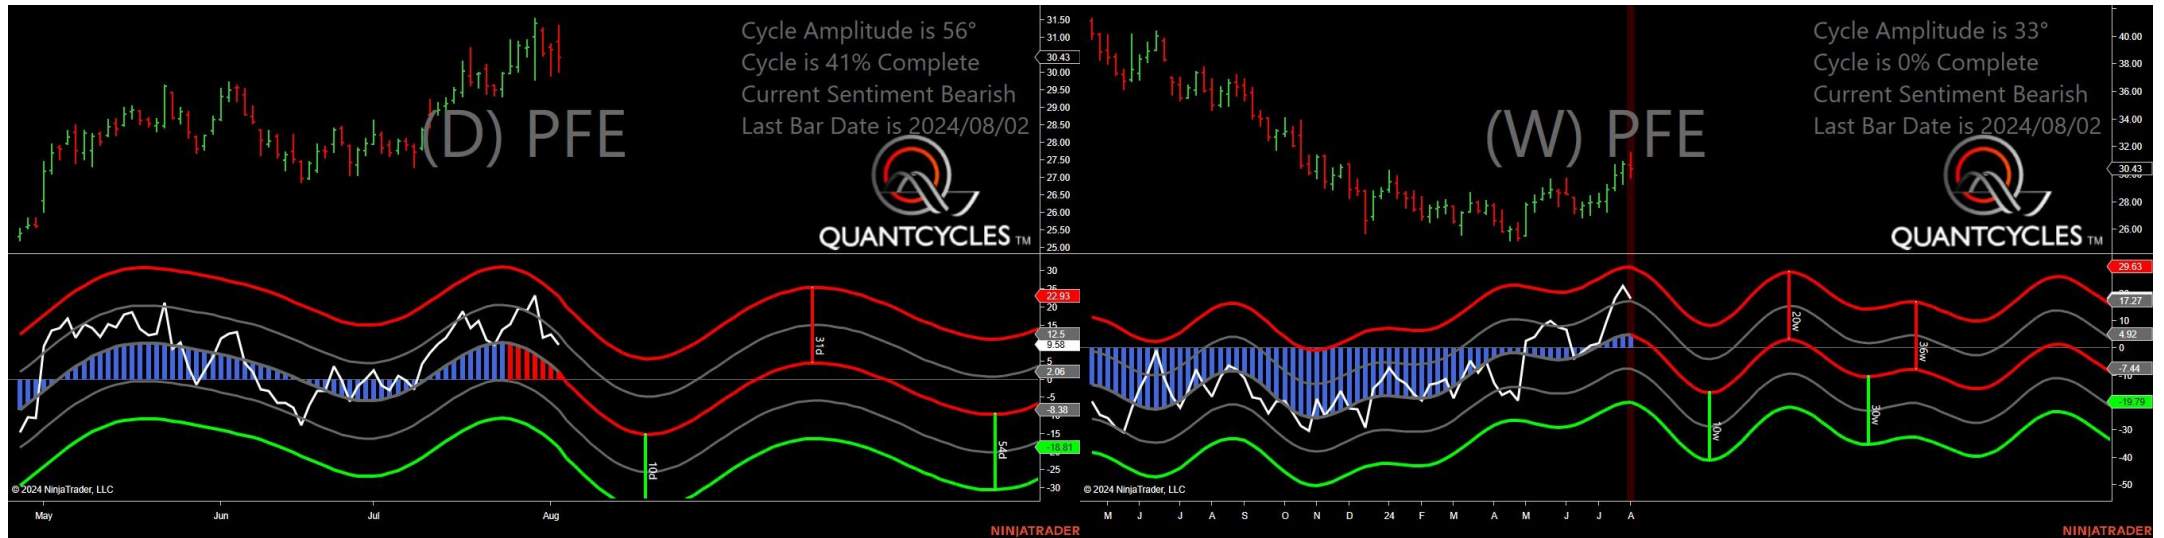 Cycle Amplitude is 56°
Cycle is 41% Complete
Current Sentiment Bearish
Last Bar Date is 2024/08/02
(D) PFE
QUANTCYCLES TM
31.50
31.00
30.43
30.00
29.50
29.00
28.50
28.00
27.50
27.00
26.50
26.00
25.50
25.00
30
22.93
20
15
12.5
9.58
5
2.06
0
-5
-8.38
-15
-18.81
-25
-30
10d
31d
54d
© 2024 NinjaTrader, LLC
May
Jun
Jul
Aug
NINJATRADER
Cycle Amplitude is 33°
Cycle is 0% Complete
Current Sentiment Bearish
Last Bar Date is 2024/08/02
(W) PFE
QUANTCYCLES TM
40.00
38.00
36.00
34.00
32.00
30.43
28.00
26.00
29.63
17.27
10
4.92
0
-7.44
-19.79
-30
-40
-50
10w
20w
30w
36w
© 2024 NinjaTrader, LLC
M J J A S O N D 24 F M A M J J A
NINJATRADER